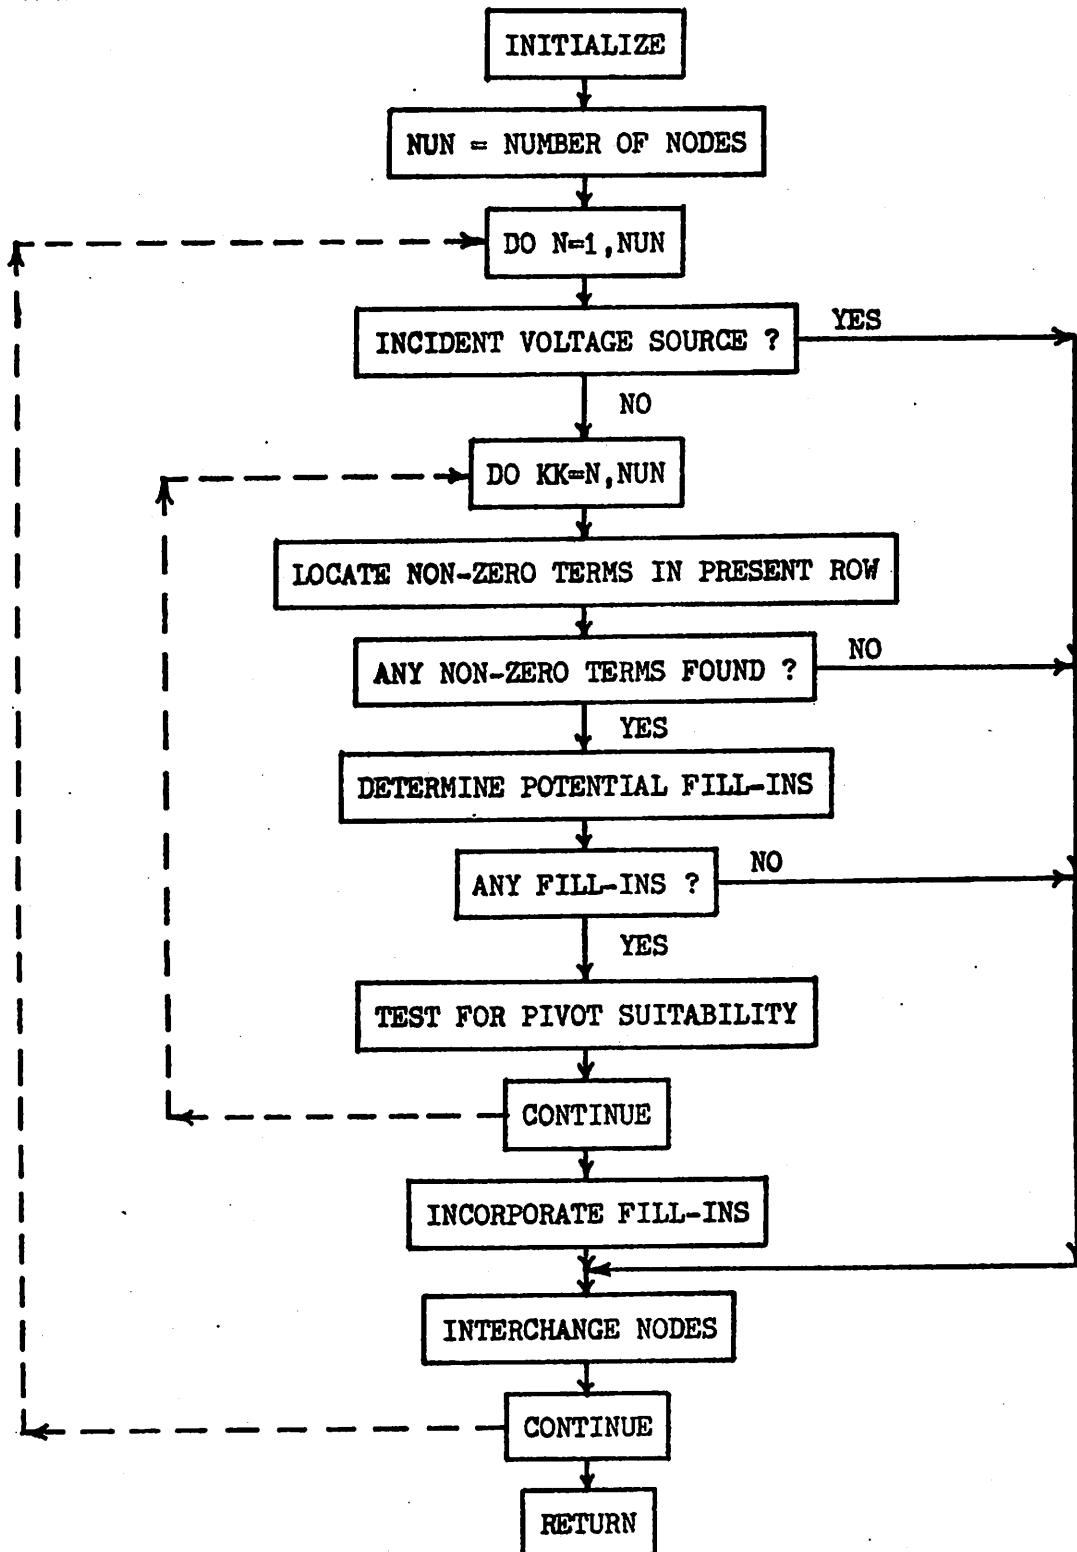 INITIALIZE
NUN = NUMBER OF NODES
DO N=1,NUN
INCIDENT VOLTAGE SOURCE ?
YES
NO
DO KK=N,NUN
LOCATE NON-ZERO TERMS IN PRESENT ROW
ANY NON-ZERO TERMS FOUND ?
NO
YES
DETERMINE POTENTIAL FILL-INS
ANY FILL-INS ?
NO
YES
TEST FOR PIVOT SUITABILITY
CONTINUE
INCORPORATE FILL-INS
INTERCHANGE NODES
CONTINUE
RETURN